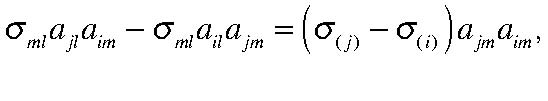 σ_{ml}a_{jl}a_{im} − σ_{ml}a_{il}a_{jm} = (σ_{(j)} − σ_{(i)})a_{jm}a_{im},